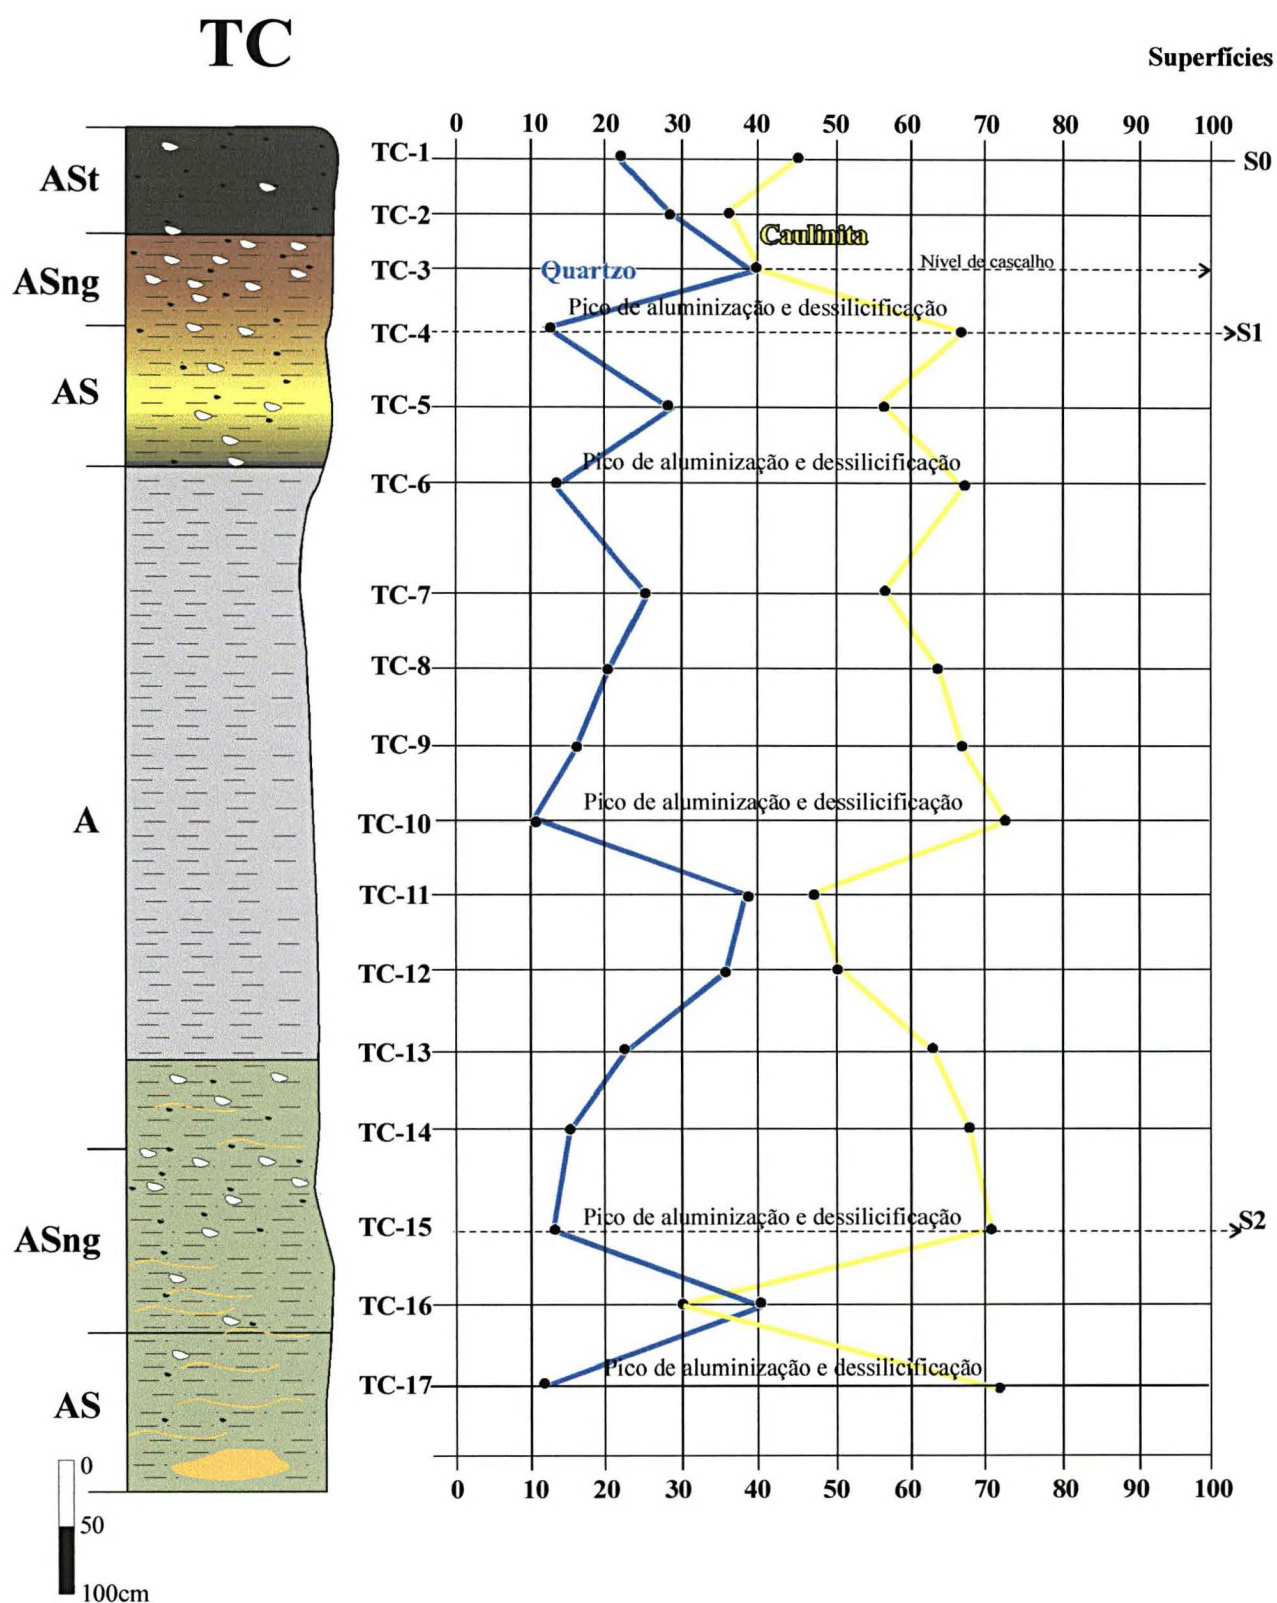 TC
Superfícies
0 10 20 30 40 50 60 70 80 90 100
TC-1
S0
ASt
TC-2
Caulinita
TC-3
Quartzo
Nível de cascalho
ASng
Pico de aluminização e dessilicificação
TC-4
S1
AS
TC-5
Pico de aluminização e dessilicificação
TC-6
TC-7
TC-8
TC-9
Pico de aluminização e dessilicificação
A
TC-10
TC-11
TC-12
TC-13
TC-14
Pico de aluminização e dessilicificação
TC-15
S2
ASng
TC-16
Pico de aluminização e dessilicificação
TC-17
AS
0
0 10 20 30 40 50 60 70 80 90 100
50
100cm